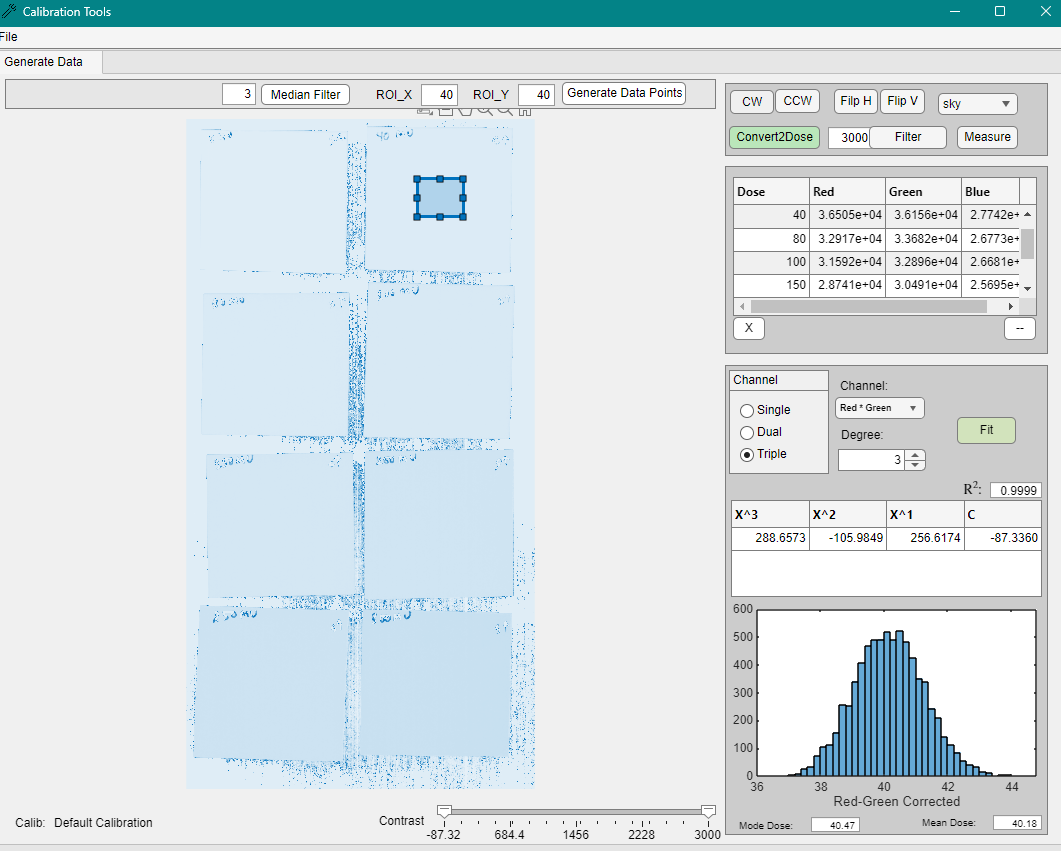 Calibration Tools
File
Generate Data
3 Median Filter ROI_X 40 ROI_Y 40 Generate Data Points
CW CCW Filp H Flip V sky
Convert2Dose 3000 Filter Measure
Dose Red Green Blue
40 3.6505e+04 3.6156e+04 2.7742e+
80 3.2917e+04 3.3682e+04 2.6773e+
100 3.1592e+04 3.2896e+04 2.6681e+
150 2.8741e+04 3.0491e+04 2.5695e+
X --
Channel
Single
Dual
Triple
Channel:
Red * Green
Degree:
3
Fit
R²: 0.9999
X^3 X^2 X^1 C
288.6573 -105.9849 256.6174 -87.3360
600
500
400
300
200
100
0
36 38 40 42 44
Red-Green Corrected
Mode Dose: 40.47 Mean Dose: 40.18
Calib: Default Calibration
Contrast
-87.32 684.4 1456 2228 3000